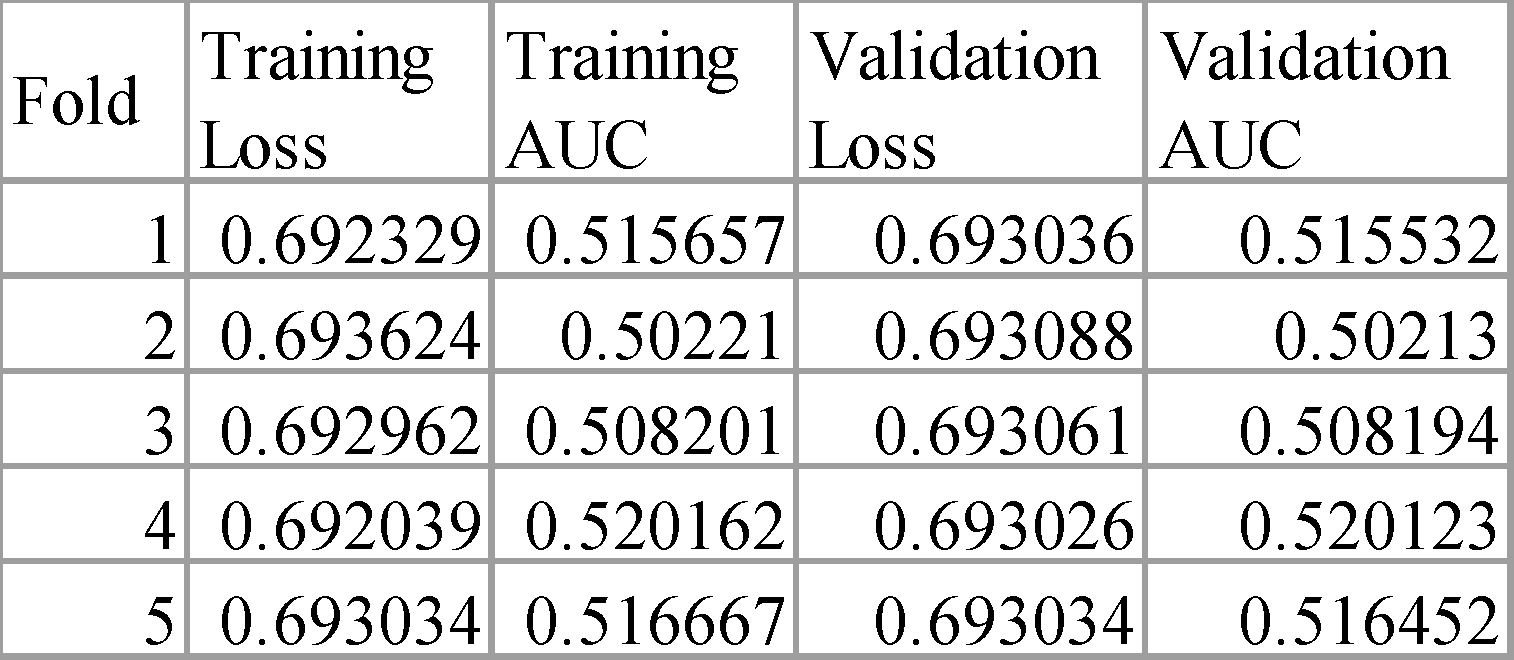 Fold Training Loss Training AUC Validation Loss Validation AUC
1 0.692329 0.515657 0.693036 0.515532
2 0.693624 0.50221 0.693088 0.50213
3 0.692962 0.508201 0.693061 0.508194
4 0.692039 0.520162 0.693026 0.520123
5 0.693034 0.516667 0.693034 0.516452